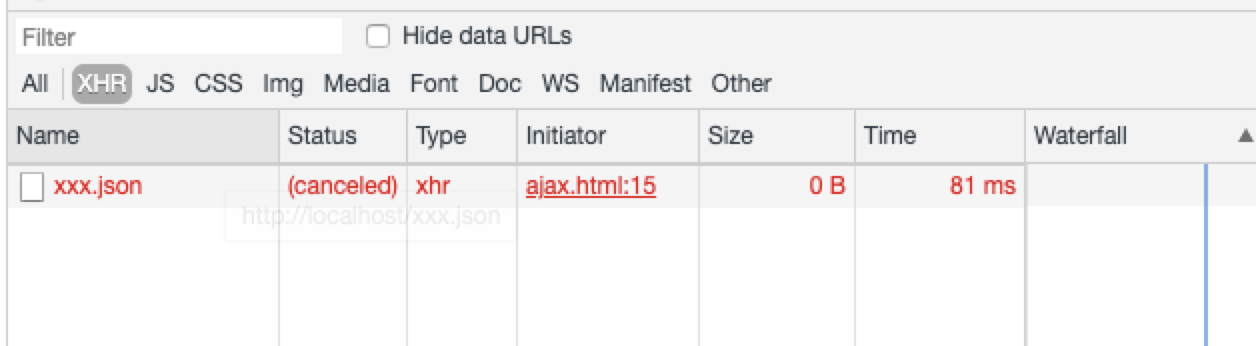 Filter Hide data URLs
All XHR JS CSS Img Media Font Doc WS Manifest Other
Name Status Type Initiator Size Time Waterfall ▲
xxx.json (canceled) xhr ajax.html:15 0 B 81 ms
http://localhost/xxx.json